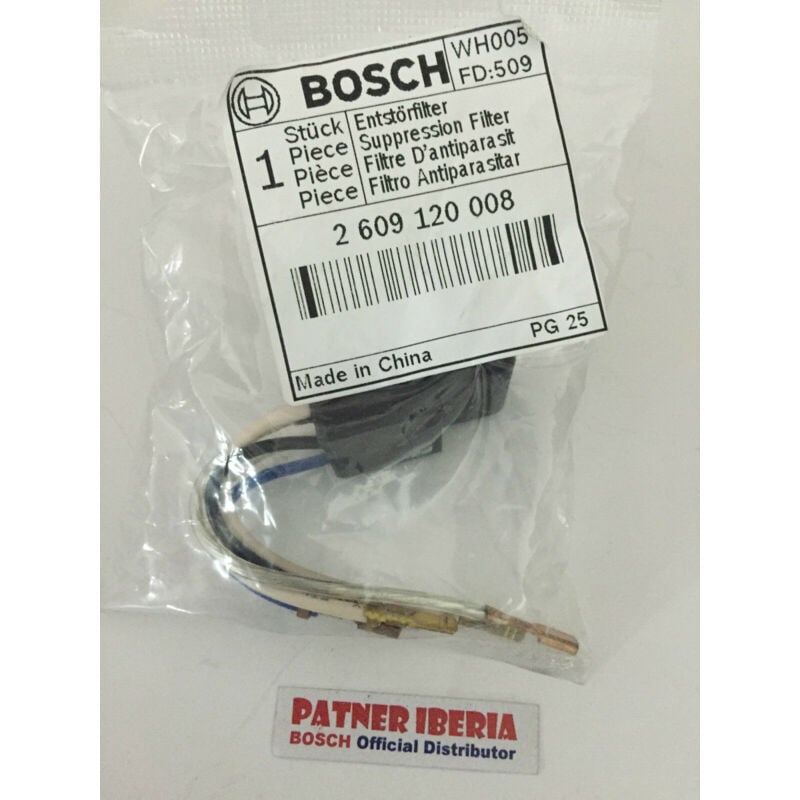 BOSCH
WH005
FD:509
1
Stück
Piece
Pièce
Piece
Entstörfilter
Suppression Filter
Filtre D'antiparasit
Filtro Antiparasitar
2 609 120 008
PG 25
Made in China
PATNER IBERIA
BOSCH Official Distributor